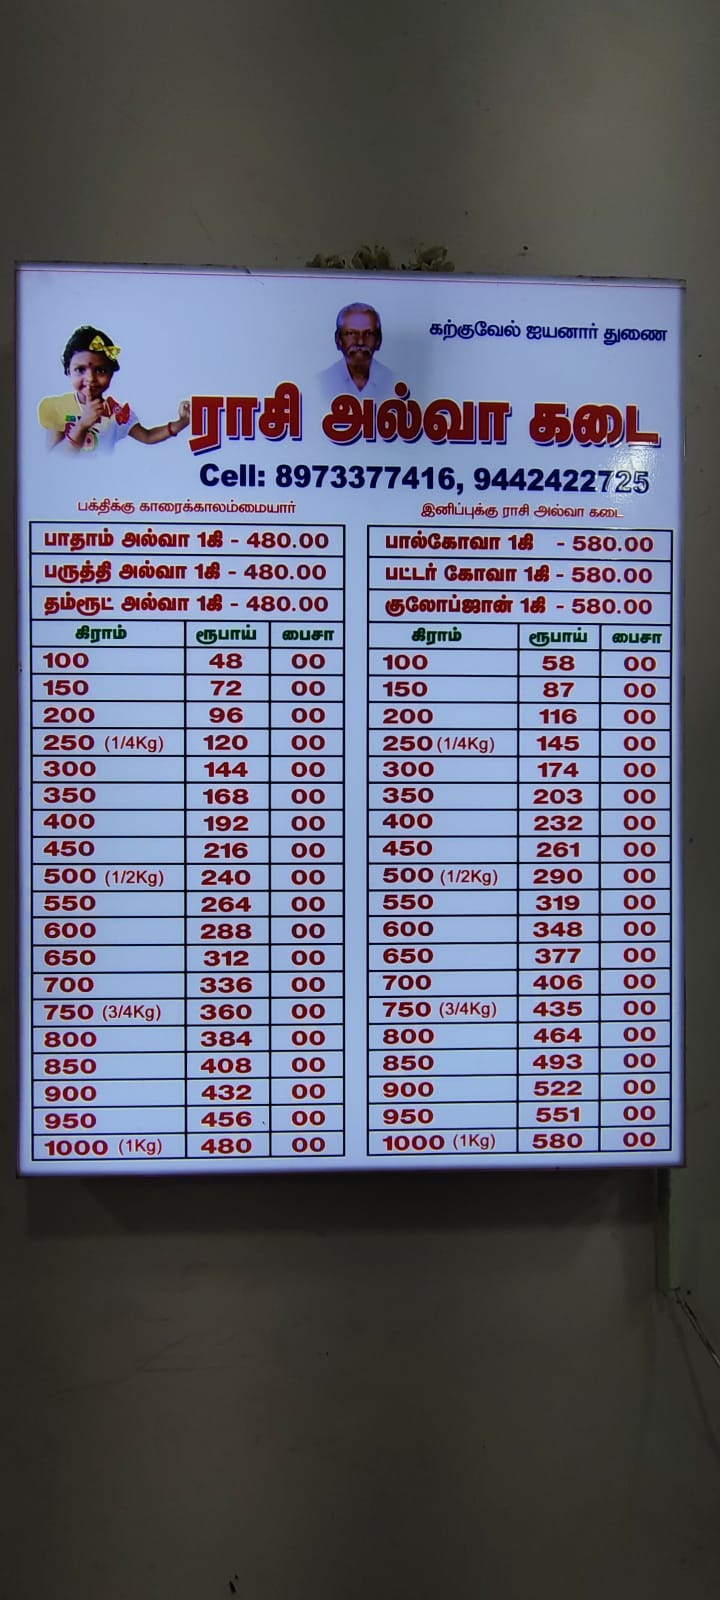 கற்குவேல் ஐயனார் துணை
ராசி அல்வா கடை
Cell: 8973377416, 9442422725
பக்திக்கு காரைக்காலம்மையார்
இனிப்புக்கு ராசி அல்வா கடை
பாதாம் அல்வா 1கி - 480.00
பருத்தி அல்வா 1கி - 480.00
தம்ரூட் அல்வா 1கி - 480.00
கிராம் ரூபாய் பைசா
100 48 00
150 72 00
200 96 00
250 (1/4Kg) 120 00
300 144 00
350 168 00
400 192 00
450 216 00
500 (1/2Kg) 240 00
550 264 00
600 288 00
650 312 00
700 336 00
750 (3/4Kg) 360 00
800 384 00
850 408 00
900 432 00
950 456 00
1000 (1Kg) 480 00
பால்கோவா 1கி - 580.00
பட்டர் கோவா 1கி - 580.00
குலோப்ஜான் 1கி - 580.00
கிராம் ரூபாய் பைசா
100 58 00
150 87 00
200 116 00
250 (1/4Kg) 145 00
300 174 00
350 203 00
400 232 00
450 261 00
500 (1/2Kg) 290 00
550 319 00
600 348 00
650 377 00
700 406 00
750 (3/4Kg) 435 00
800 464 00
850 493 00
900 522 00
950 551 00
1000 (1Kg) 580 00